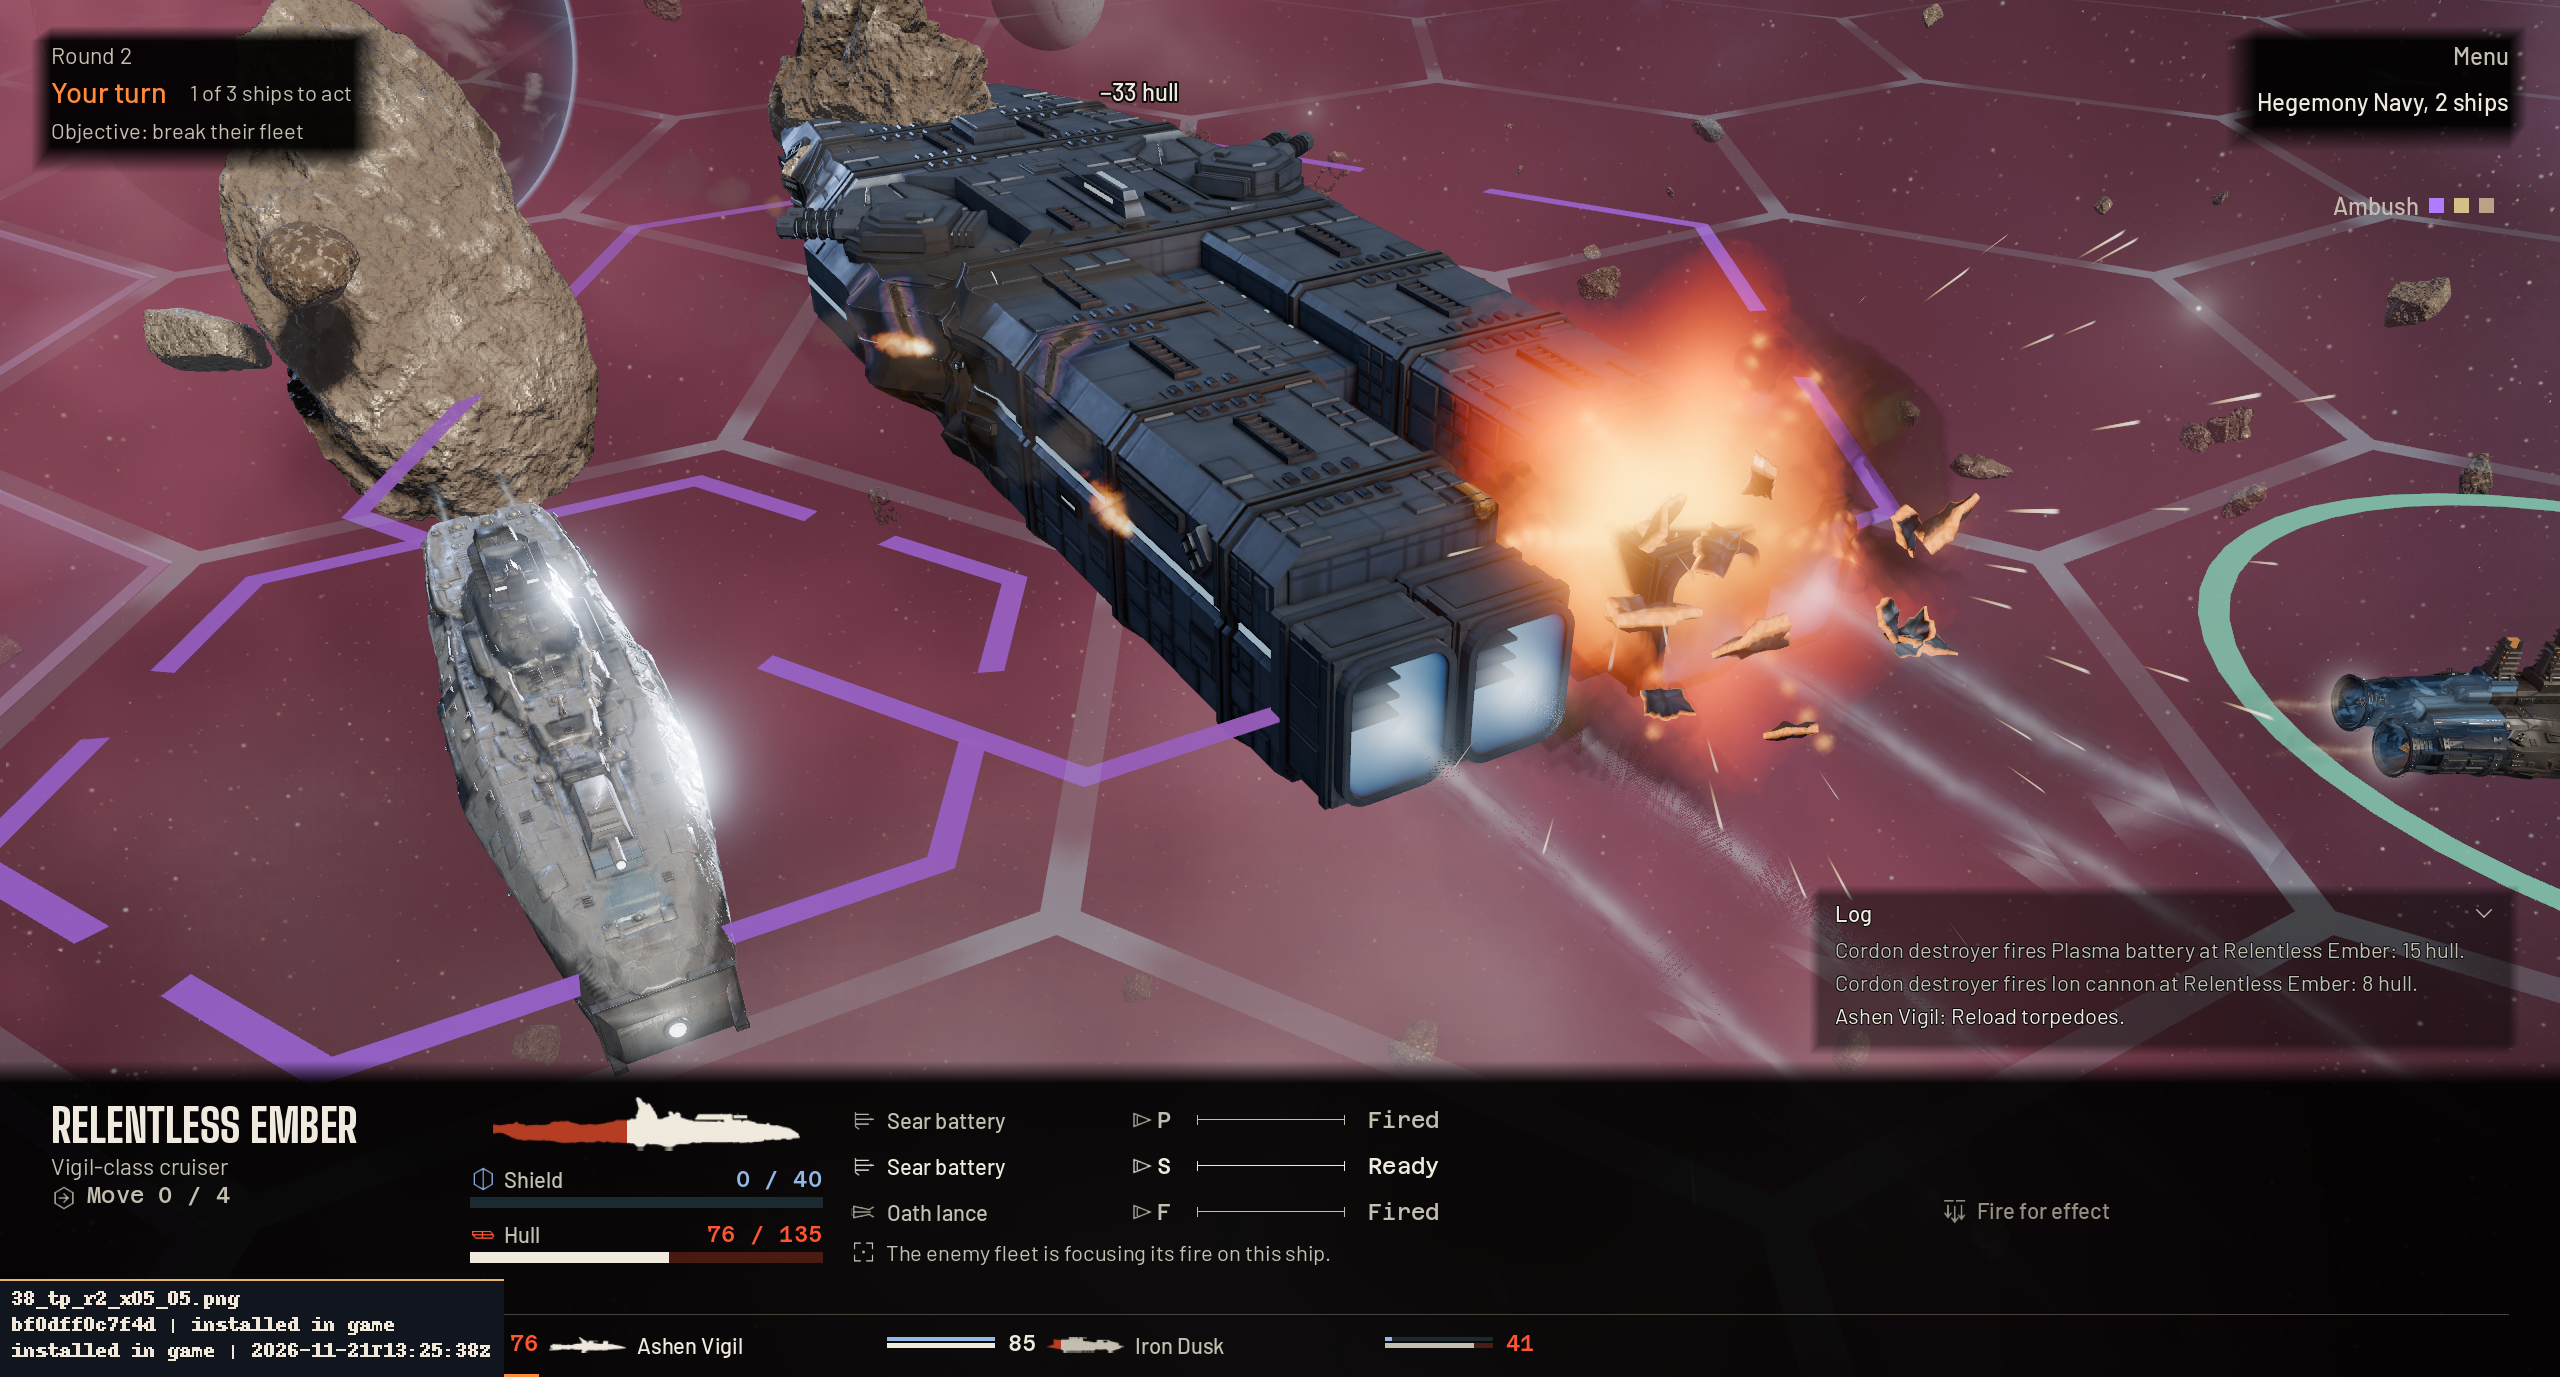 Round 2
Your turn 1 of 3 ships to act
Objective: break their fleet
−33 hull
Menu
Hegemony Navy, 2 ships
Ambush
Log
Cordon destroyer fires Plasma battery at Relentless Ember: 15 hull.
Cordon destroyer fires Ion cannon at Relentless Ember: 8 hull.
Ashen Vigil: Reload torpedoes.
RELENTLESS EMBER
Vigil-class cruiser
Move 0 / 4
Shield 0 / 40
Hull 76 / 135
Sear battery P Fired
Sear battery S Ready
Oath lance F Fired
The enemy fleet is focusing its fire on this ship.
Fire for effect
38_tp_r2_x05_05.png
bf0dff0c7f4d | installed in game
installed in game | 2026-11-21T13:25:38Z
76 Ashen Vigil 85 Iron Dusk 41